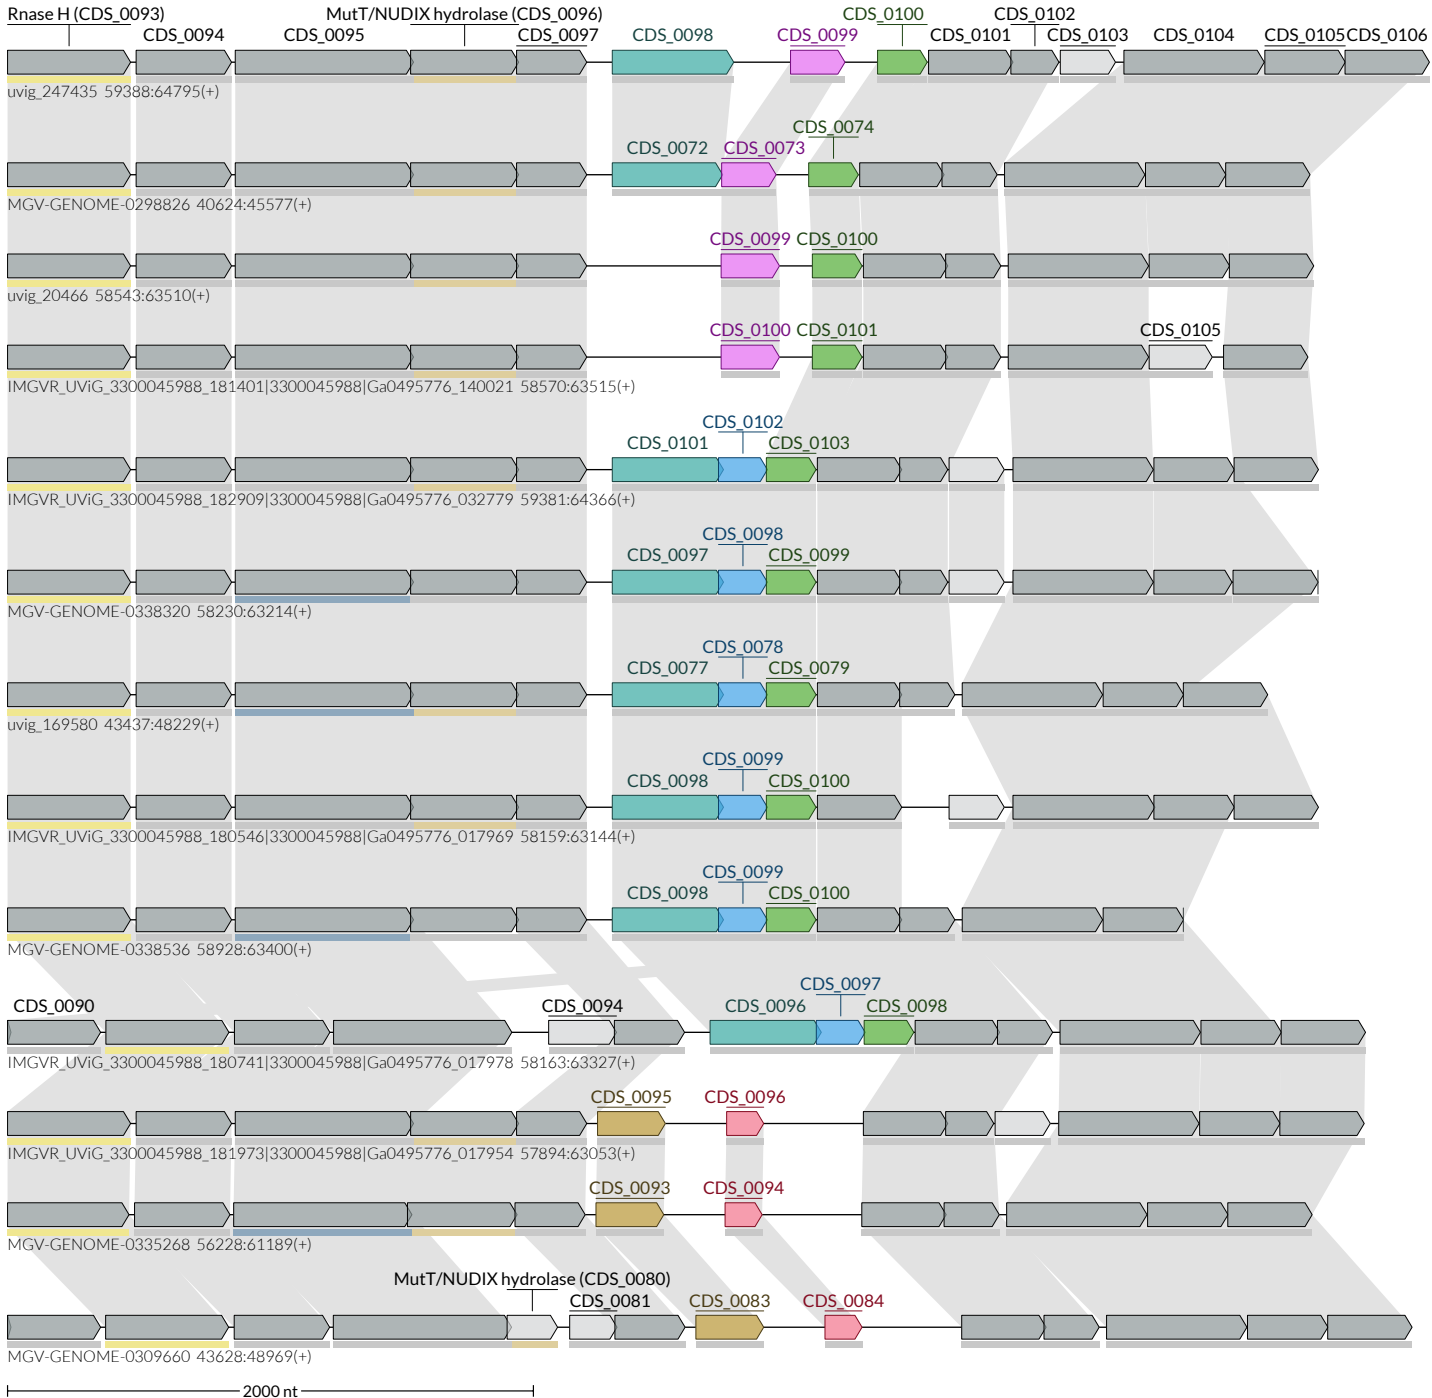 Rnase H (CDS_0093) MutT/NUDIX hydrolase (CDS_0096) CDS_0100 CDS_0102
CDS_0094 CDS_0095 CDS_0097 CDS_0098 CDS_0099 CDS_0101 CDS_0103 CDS_0104 CDS_0105 CDS_0106
uvig_247435 59388:64795(+)
CDS_0074
CDS_0072 CDS_0073
MGV-GENOME-0298826 40624:45577(+)
CDS_0099 CDS_0100
uvig_20466 58543:63510(+)
CDS_0100 CDS_0101 CDS_0105
IMGVR_UViG_3300045988_181401|3300045988|Ga0495776_140021 58570:63515(+)
CDS_0102
CDS_0101 CDS_0103
IMGVR_UViG_3300045988_182909|3300045988|Ga0495776_032779 59381:64366(+)
CDS_0098
CDS_0097 CDS_0099
MGV-GENOME-0338320 58230:63214(+)
CDS_0078
CDS_0077 CDS_0079
uvig_169580 43437:48229(+)
CDS_0099
CDS_0098 CDS_0100
IMGVR_UViG_3300045988_180546|3300045988|Ga0495776_017969 58159:63144(+)
CDS_0099
CDS_0098 CDS_0100
MGV-GENOME-0338536 58928:63400(+)
CDS_0097
CDS_0090 CDS_0094 CDS_0096 CDS_0098
IMGVR_UViG_3300045988_180741|3300045988|Ga0495776_017978 58163:63327(+)
CDS_0095 CDS_0096
IMGVR_UViG_3300045988_181973|3300045988|Ga0495776_017954 57894:63053(+)
CDS_0093 CDS_0094
MGV-GENOME-0335268 56228:61189(+)
MutT/NUDIX hydrolase (CDS_0080)
CDS_0081 CDS_0083 CDS_0084
MGV-GENOME-0309660 43628:48969(+)
2000 nt